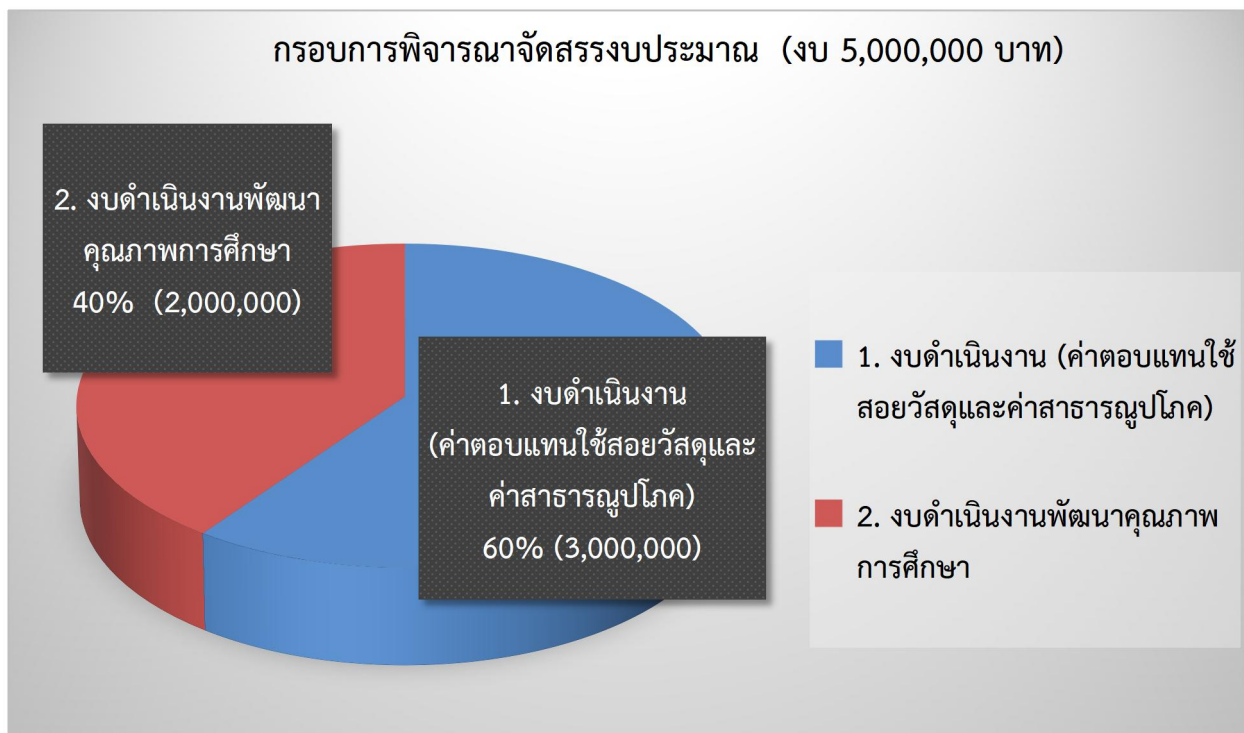 กรอบการพิจารณาจัดสรรงบประมาณ (งบ 5,000,000 บาท)
2. งบดำเนินงานพัฒนา
คุณภาพการศึกษา
40% (2,000,000)
1. งบดำเนินงาน
(ค่าตอบแทนใช้สอยวัสดุและ
ค่าสาธารณูปโภค)
60% (3,000,000)
1. งบดำเนินงาน (ค่าตอบแทนใช้
สอยวัสดุและค่าสาธารณูปโภค)
2. งบดำเนินงานพัฒนาคุณภาพ
การศึกษา